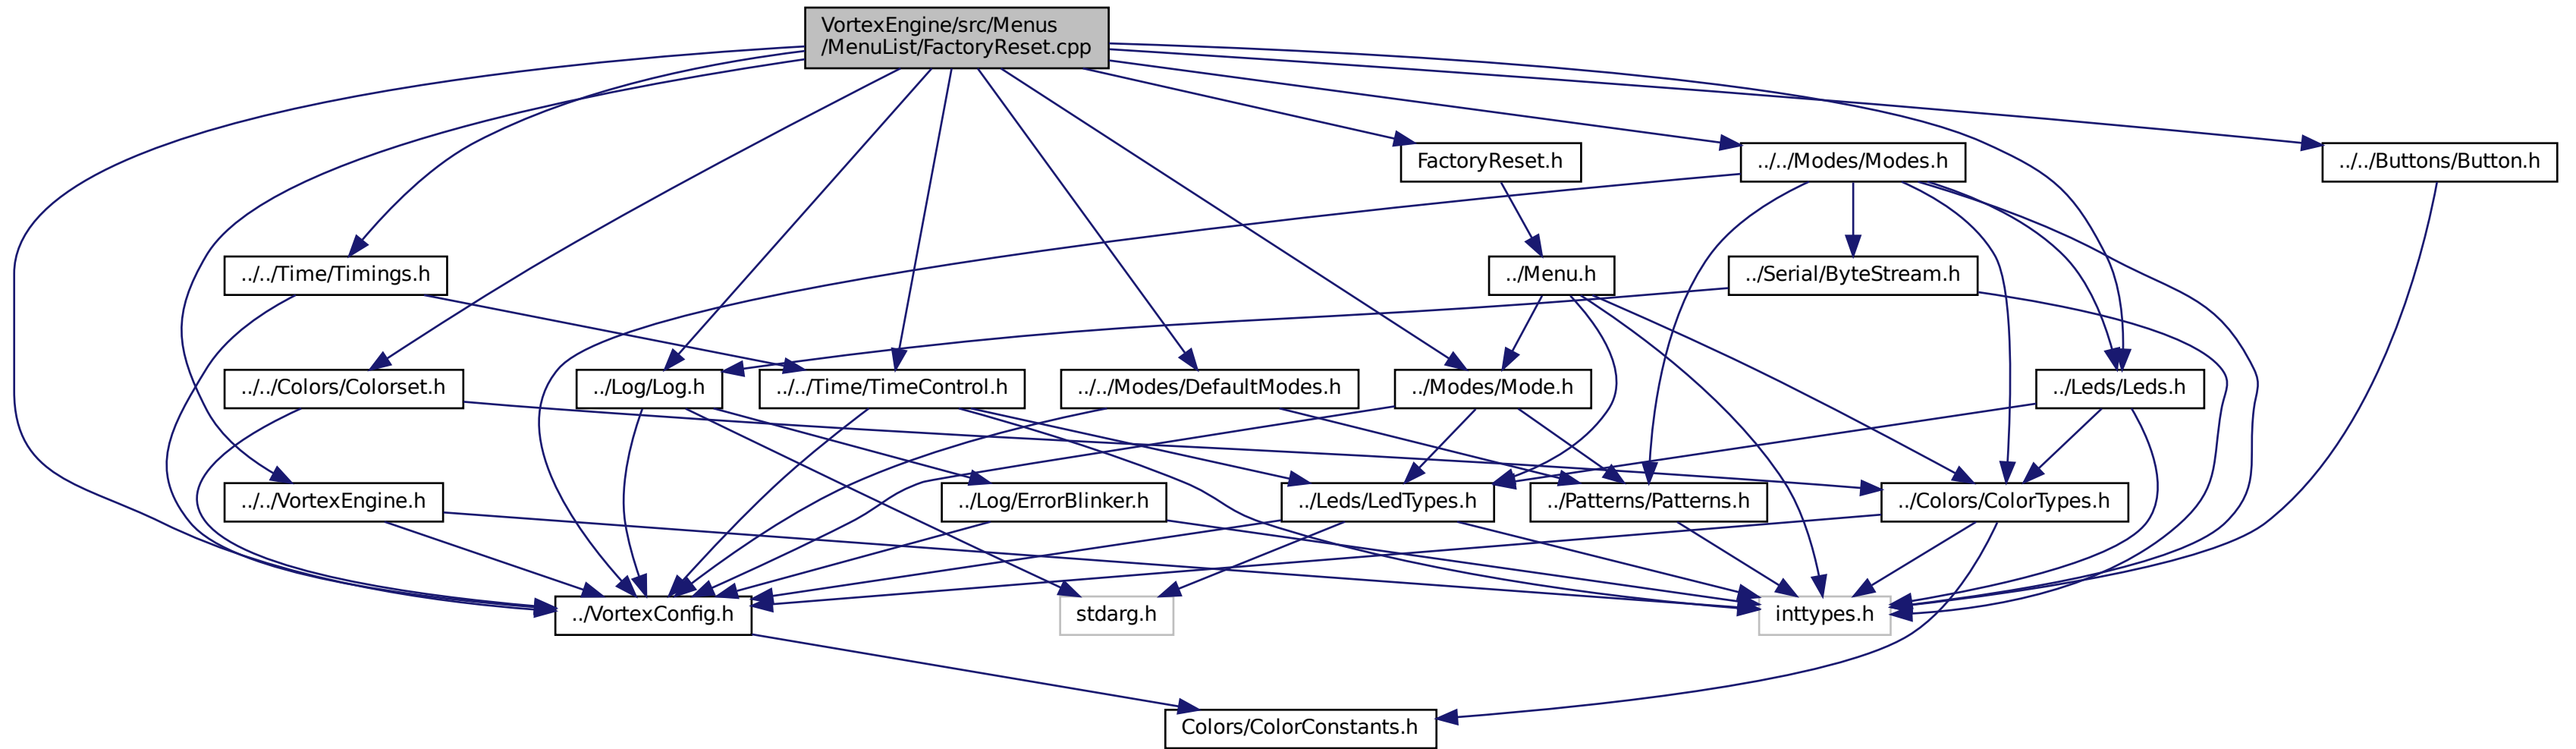 VortexEngine/src/Menus
/MenuList/FactoryReset.cpp
FactoryReset.h
../../Modes/Modes.h
../../Buttons/Button.h
../../Time/Timings.h
../Menu.h
../Serial/ByteStream.h
../../Colors/Colorset.h
../Log/Log.h
../../Time/TimeControl.h
../../Modes/DefaultModes.h
../Modes/Mode.h
../Leds/Leds.h
../../VortexEngine.h
../Log/ErrorBlinker.h
../Leds/LedTypes.h
../Patterns/Patterns.h
../Colors/ColorTypes.h
../VortexConfig.h
stdarg.h
inttypes.h
Colors/ColorConstants.h